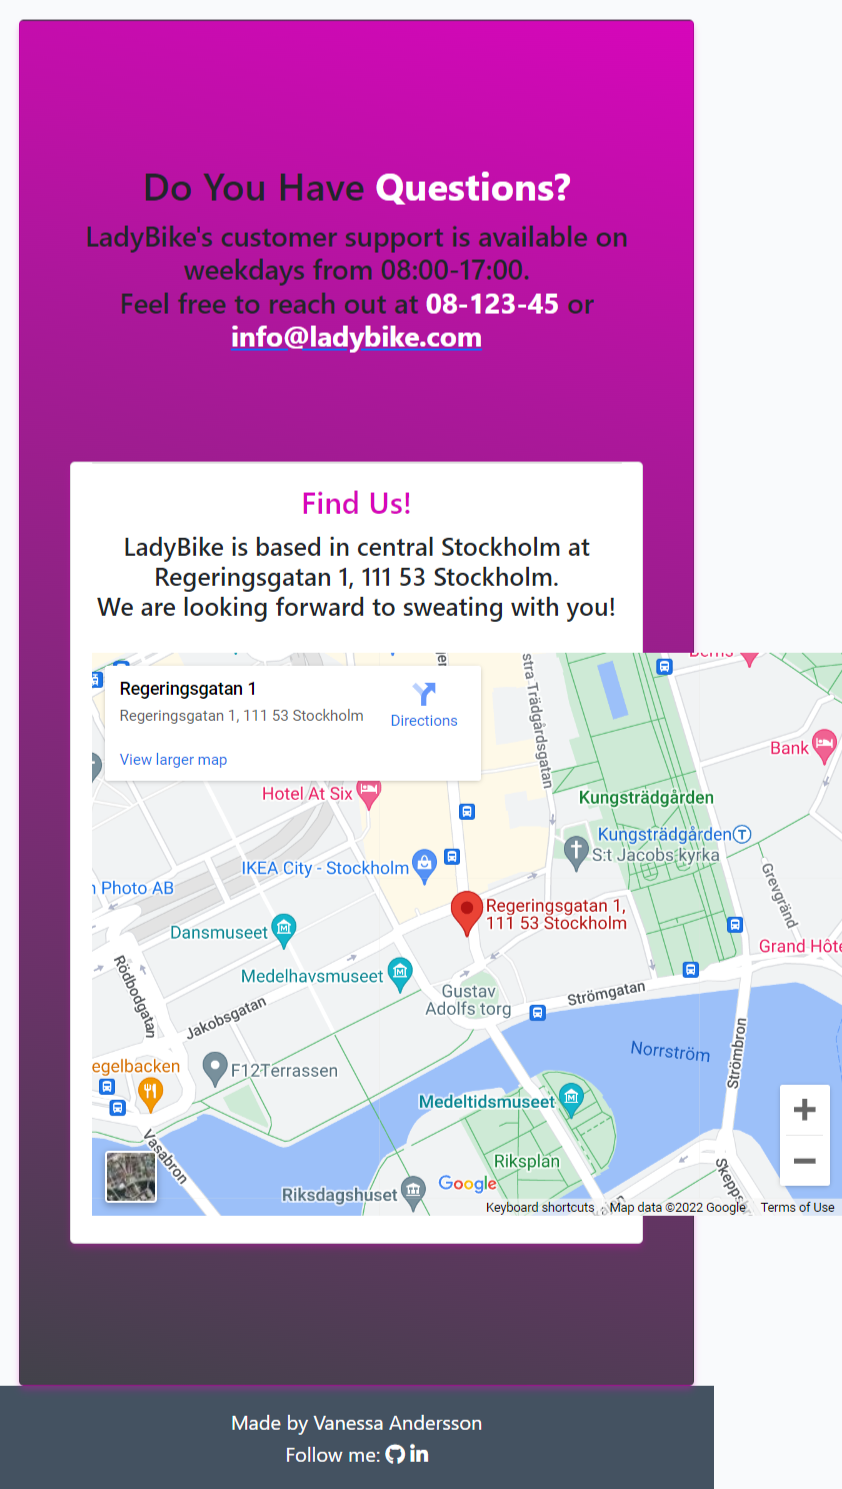 Do You Have Questions?
LadyBike's customer support is available on
weekdays from 08:00-17:00.
Feel free to reach out at 08-123-45 or
info@ladybike.com
Find Us!
LadyBike is based in central Stockholm at
Regeringsgatan 1, 111 53 Stockholm.
We are looking forward to sweating with you!
Regeringsgatan 1
Regeringsgatan 1, 111 53 Stockholm
Directions
View larger map
stra Trädgårdsgatan
Bank
Hotel At Six
Kungsträdgården
Kungsträdgården
IKEA City - Stockholm
S:t Jacobs kyrka
n Photo AB
Grevgränd
Regeringsgatan 1,
111 53 Stockholm
Dansmuseet
Grand Hôte
Medelhavsmuseet
Rödbodgatan
Gustav
Adolfs torg
Strömgatan
Jakobsgatan
Norrström
Strömbron
egelbacken
F12Terrassen
Medeltidsmuseet
Vasabron
Riksplan
Skepps
Riksdagshuset
Google
Keyboard shortcuts
Map data ©2022 Google
Terms of Use
Made by Vanessa Andersson
Follow me: